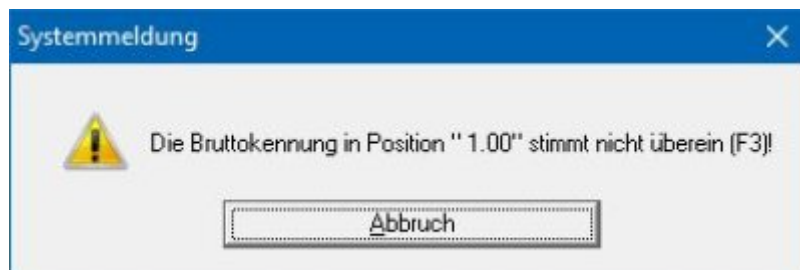 Systemmeldung
Die Bruttokennung in Position " 1.00" stimmt nicht überein (F3)!
Abbruch